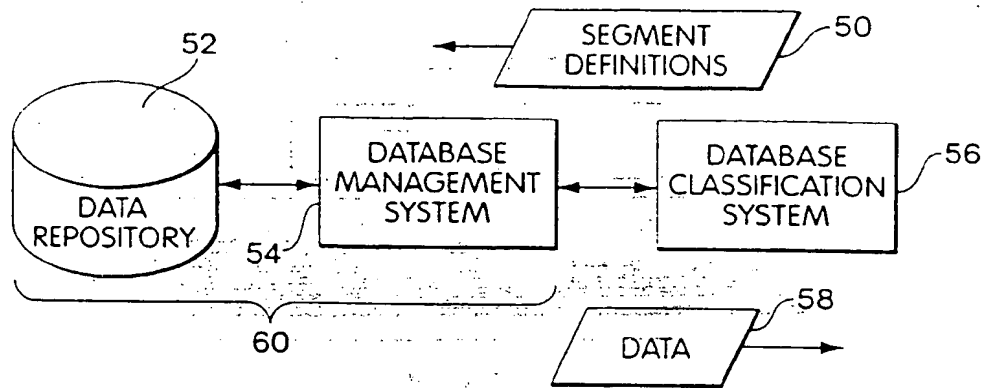 SEGMENT
DEFINITIONS
50
52
DATABASE
MANAGEMENT
SYSTEM
DATABASE
CLASSIFICATION
SYSTEM
56
DATA
REPOSITORY
54
58
60
DATA